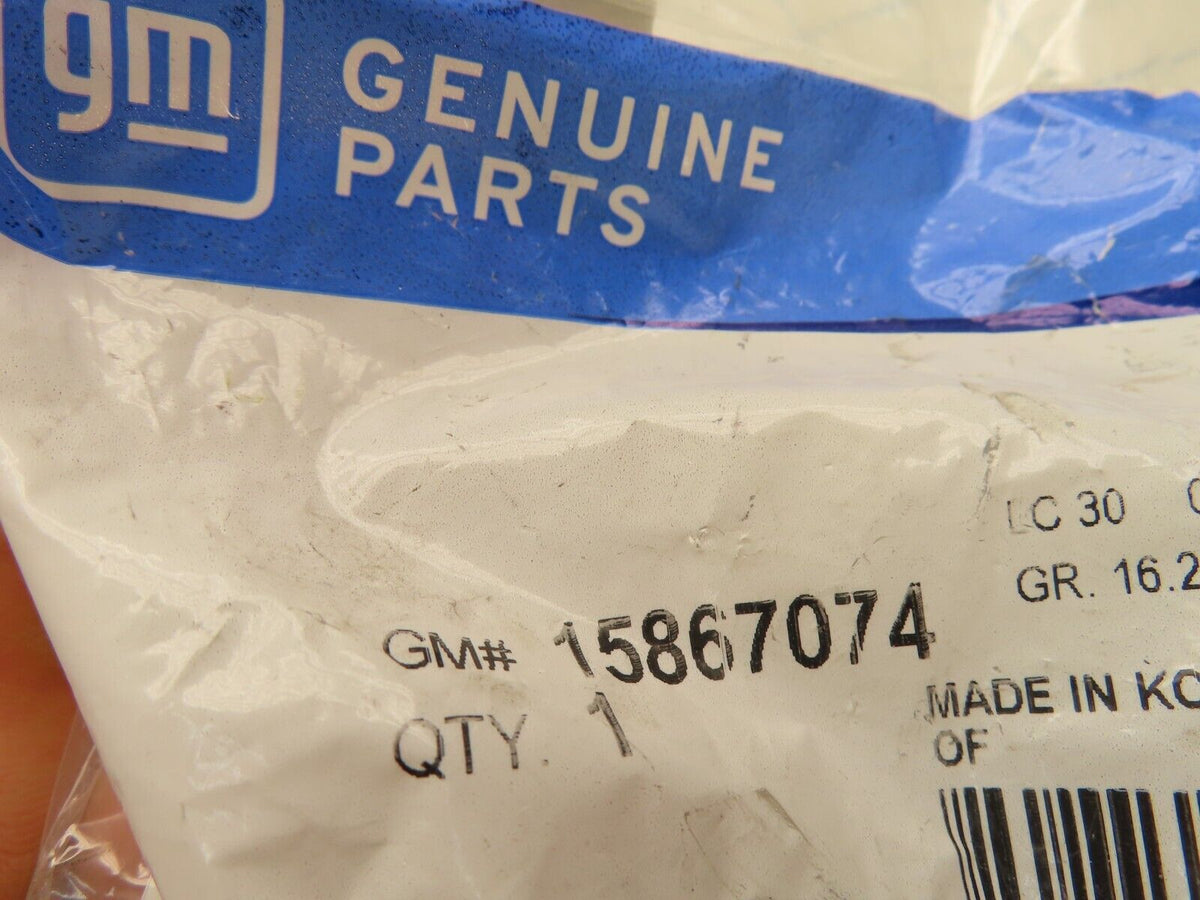 gm
GENUINE
PARTS
LC 30
GR. 16.2
GM# 15867074
QTY. 1
MADE IN KO
OF